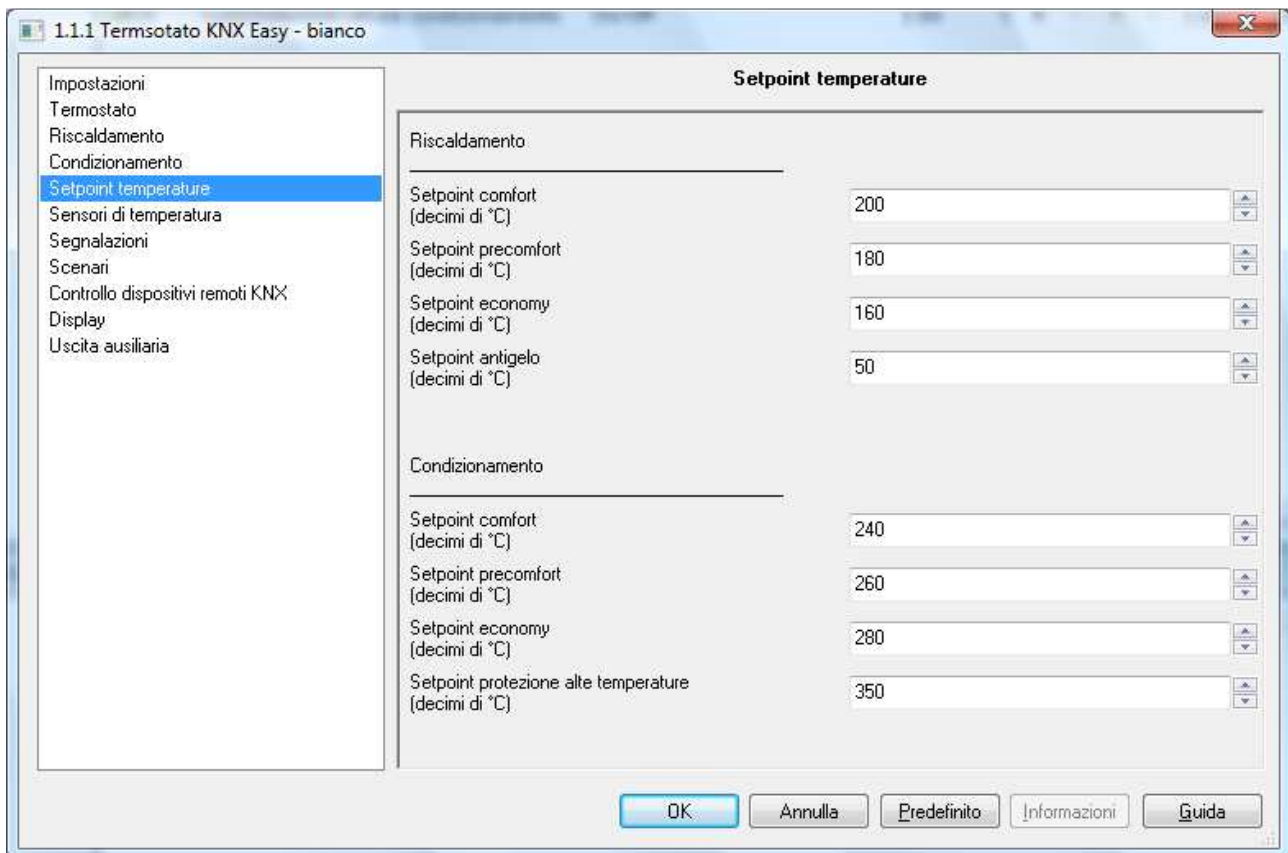 1.1.1 Termsotato KNX Easy - bianco
Impostazioni
Termostato
Riscaldamento
Condizionamento
Setpoint temperature
Sensori di temperatura
Segnalazioni
Scenari
Controllo dispositivi remoti KNX
Display
Uscita ausiliaria
Setpoint temperature
Riscaldamento
Setpoint comfort
(decimi di °C)
200
Setpoint precomfort
(decimi di °C)
180
Setpoint economy
(decimi di °C)
160
Setpoint antigelo
(decimi di °C)
50
Condizionamento
Setpoint comfort
(decimi di °C)
240
Setpoint precomfort
(decimi di °C)
260
Setpoint economy
(decimi di °C)
280
Setpoint protezione alte temperature
(decimi di °C)
350
OK
Annulla
Predefinito
Informazioni
Guida